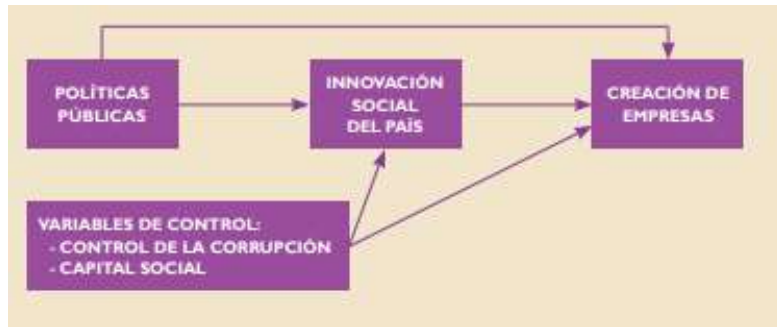 POLÍTICAS
PÚBLICAS
INNOVACIÓN
SOCIAL
DEL PAÍS
CREACIÓN DE
EMPRESAS
VARIABLES DE CONTROL:
- CONTROL DE LA CORRUPCIÓN
- CAPITAL SOCIAL